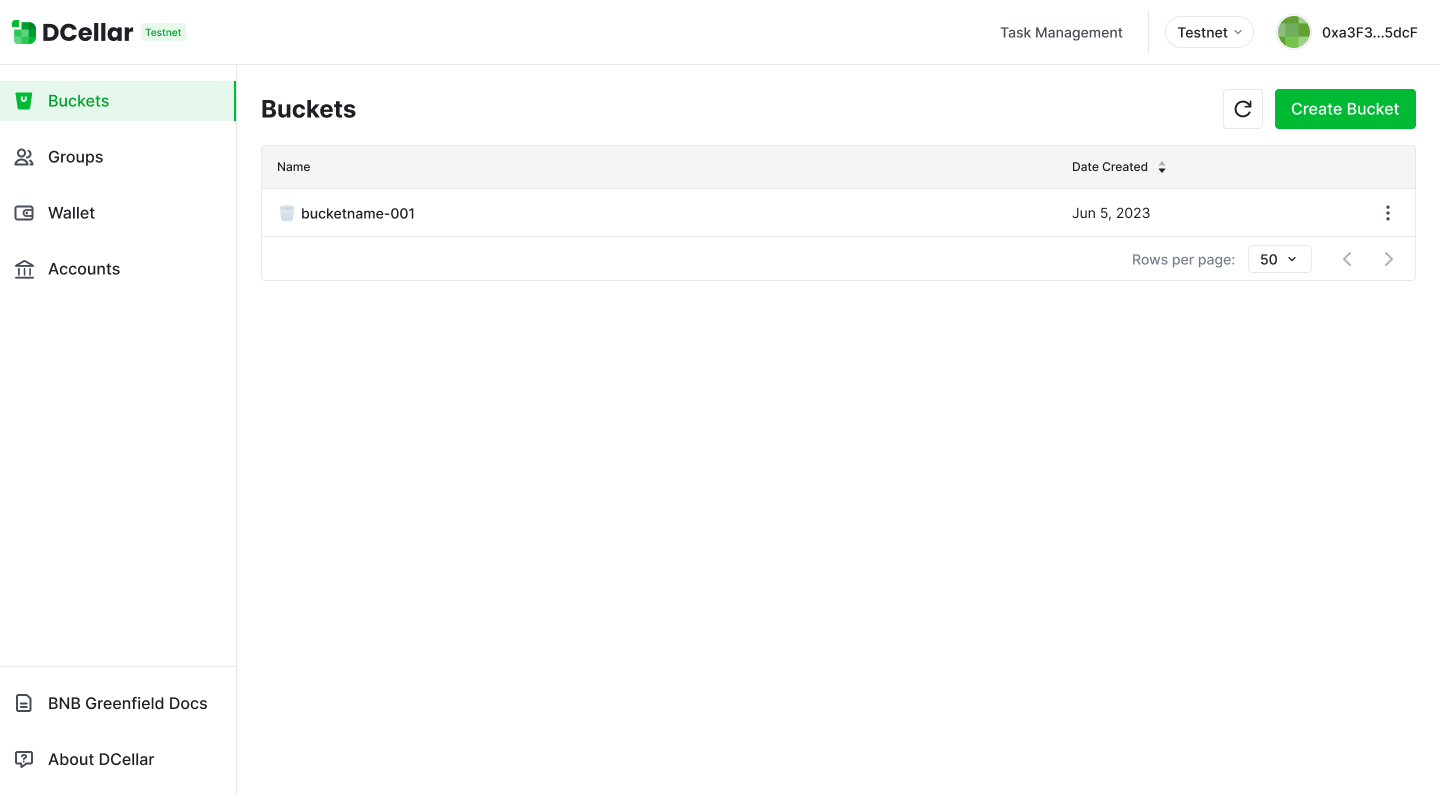 DCellar Testnet
Task Management
Testnet
0xa3F3...5dcF
Buckets
Groups
Wallet
Accounts
BNB Greenfield Docs
About DCellar
Buckets
Create Bucket
Name Date Created
bucketname-001 Jun 5, 2023
Rows per page: 50